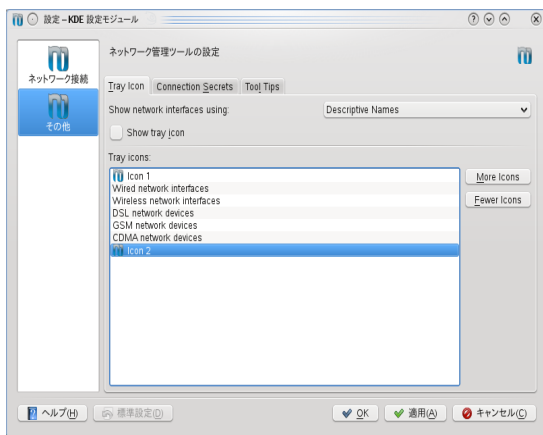 設定 – KDE 設定モジュール
ネットワーク接続
その他
ネットワーク管理ツールの設定
Tray Icon
Connection Secrets
Tool Tips
Show network interfaces using:
Descriptive Names
Show tray icon
Tray icons:
Icon 1
Wired network interfaces
Wireless network interfaces
DSL network devices
GSM network devices
CDMA network devices
Icon 2
More Icons
Fewer Icons
ヘルプ(H)
標準設定(D)
OK
適用(A)
キャンセル(C)